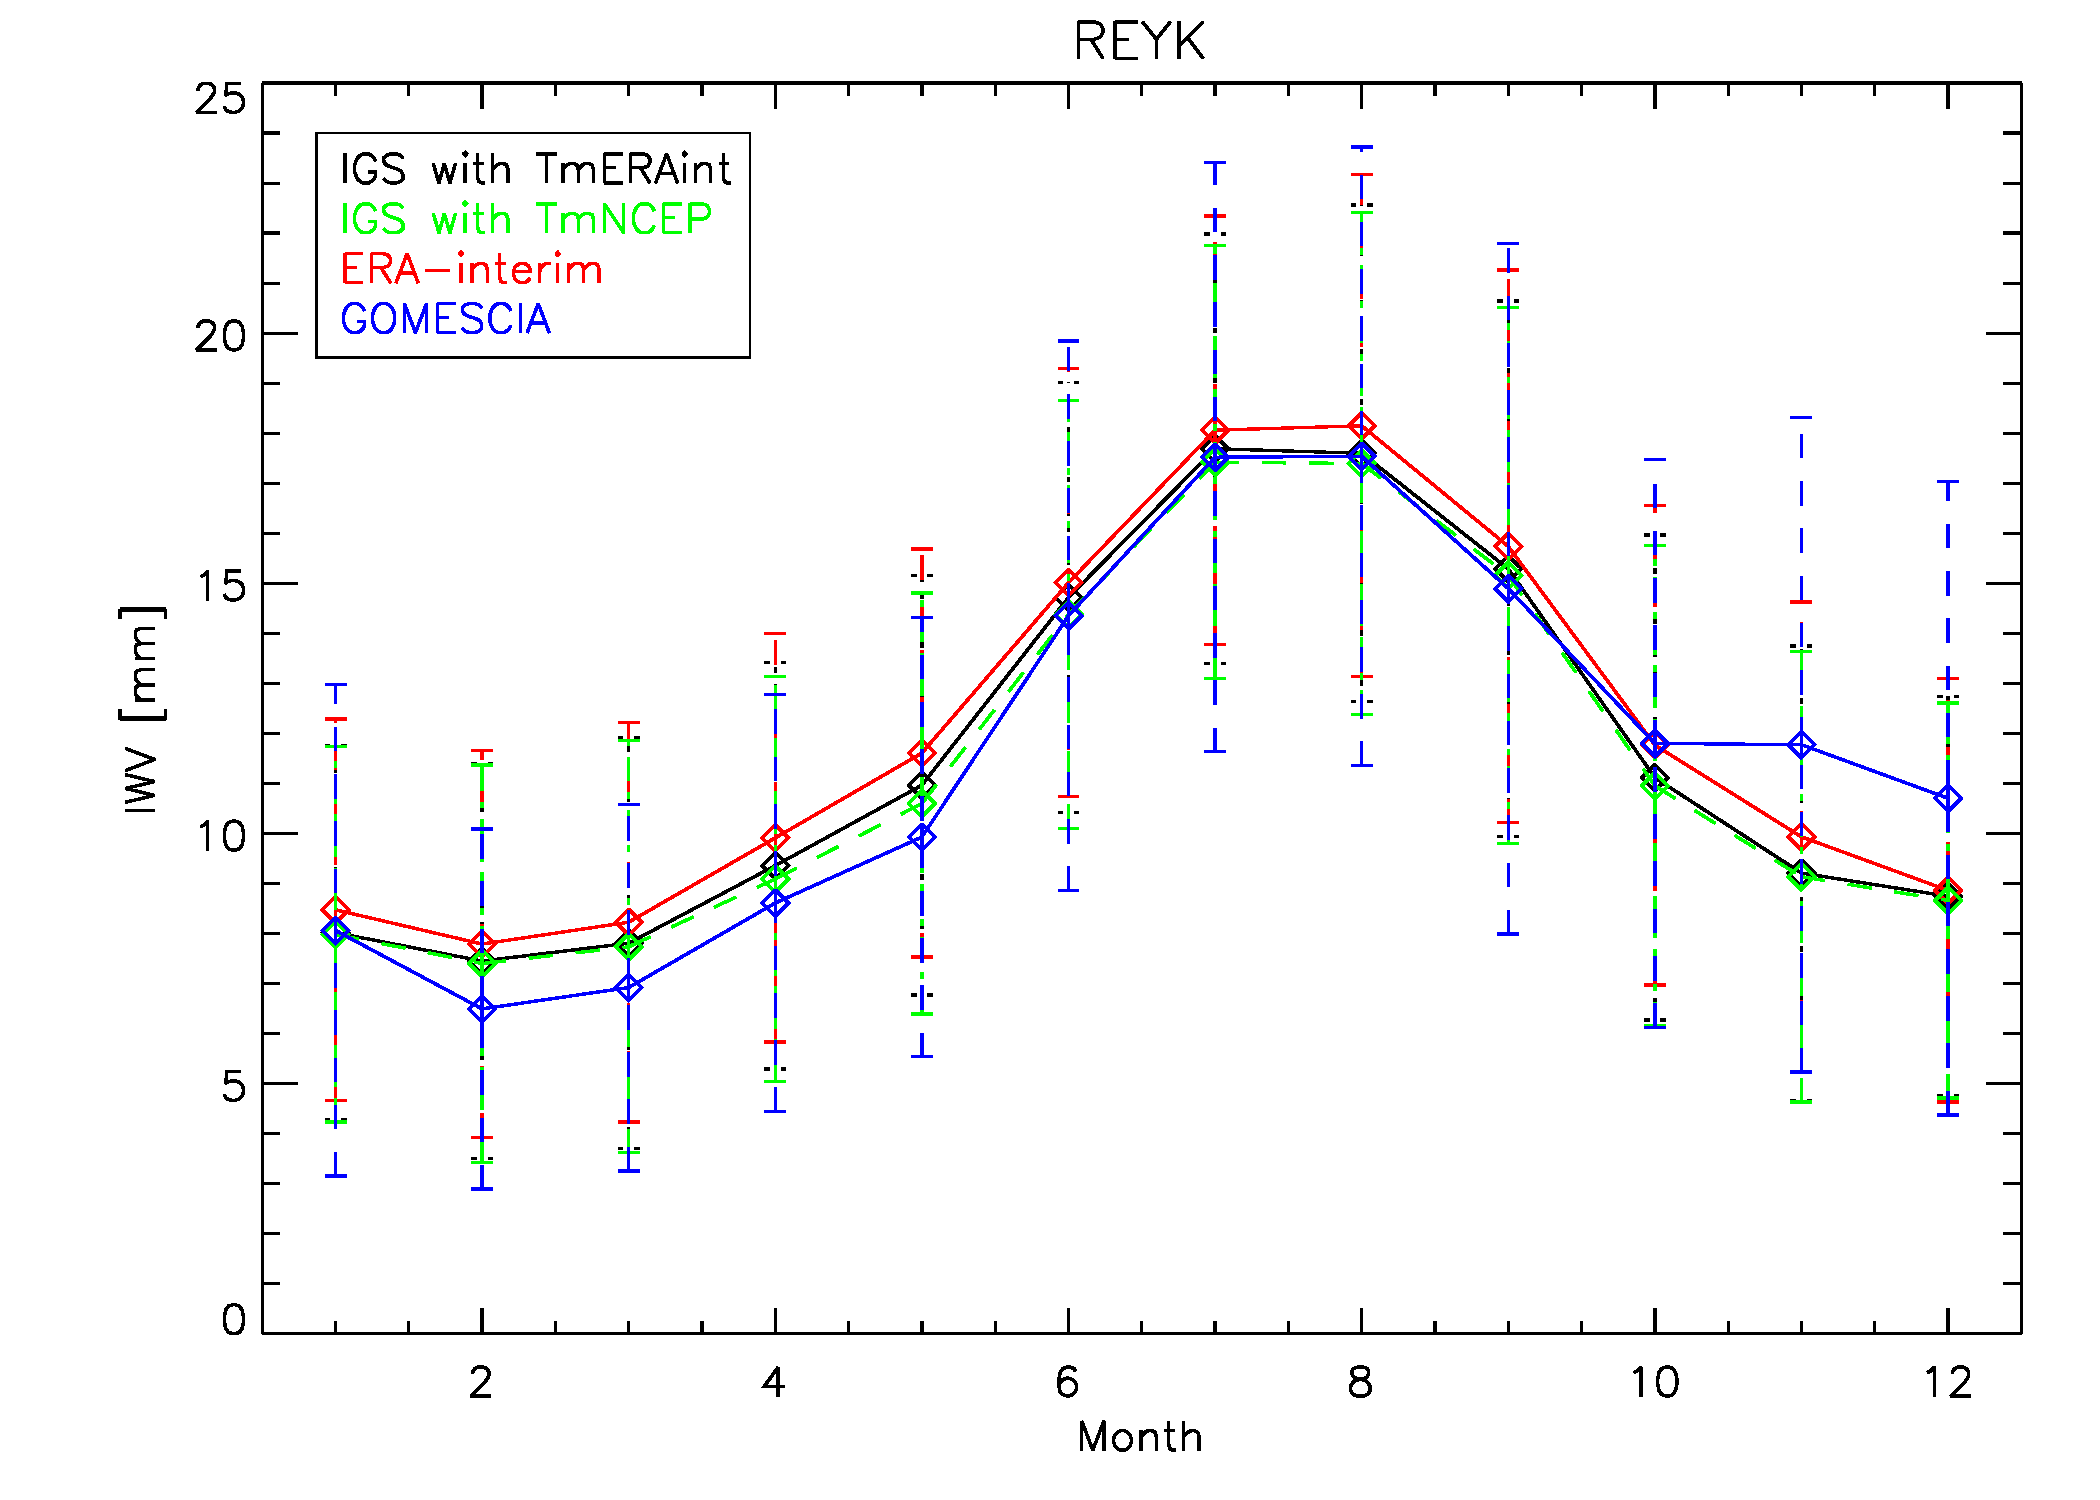 REYK
25
20
15
10
5
0
IGS with TmERAint
IGS with TmNCEP
ERA-interim
GOMESCIA
IWV [mm]
2 4 6 8 10 12
Month